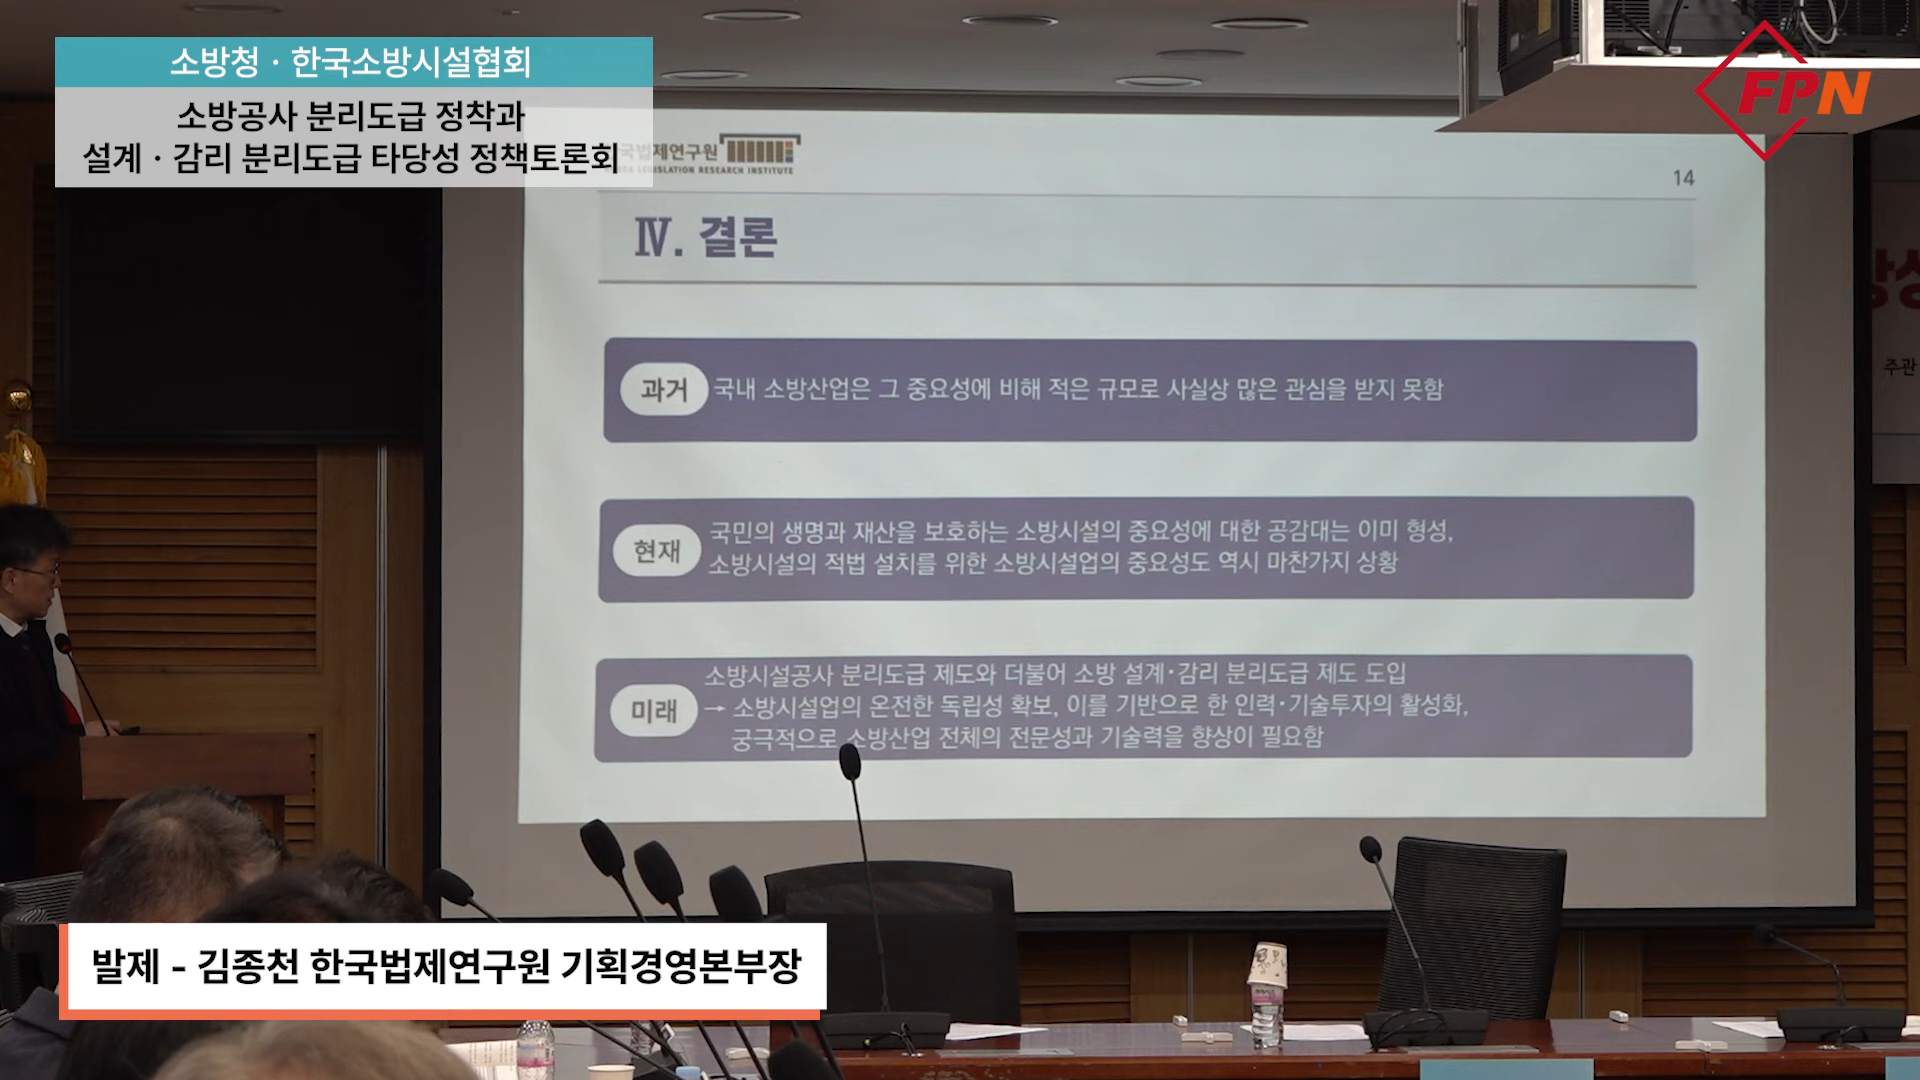 소방청 · 한국소방시설협회
소방공사 분리도급 정착과
설계 · 감리 분리도급 타당성 정책토론회
FPN
국법제연구원
LEGISLATION RESEARCH INSTITUTE
14
Ⅳ. 결론
과거 국내 소방산업은 그 중요성에 비해 적은 규모로 사실상 많은 관심을 받지 못함
현재 국민의 생명과 재산을 보호하는 소방시설의 중요성에 대한 공감대는 이미 형성,
소방시설의 적법 설치를 위한 소방시설업의 중요성도 역시 마찬가지 상황
미래 소방시설공사 분리도급 제도와 더불어 소방 설계·감리 분리도급 제도 도입
→ 소방시설업의 온전한 독립성 확보, 이를 기반으로 한 인력·기술투자의 활성화,
궁극적으로 소방산업 전체의 전문성과 기술력을 향상이 필요함
주관
발제 - 김종천 한국법제연구원 기획경영본부장